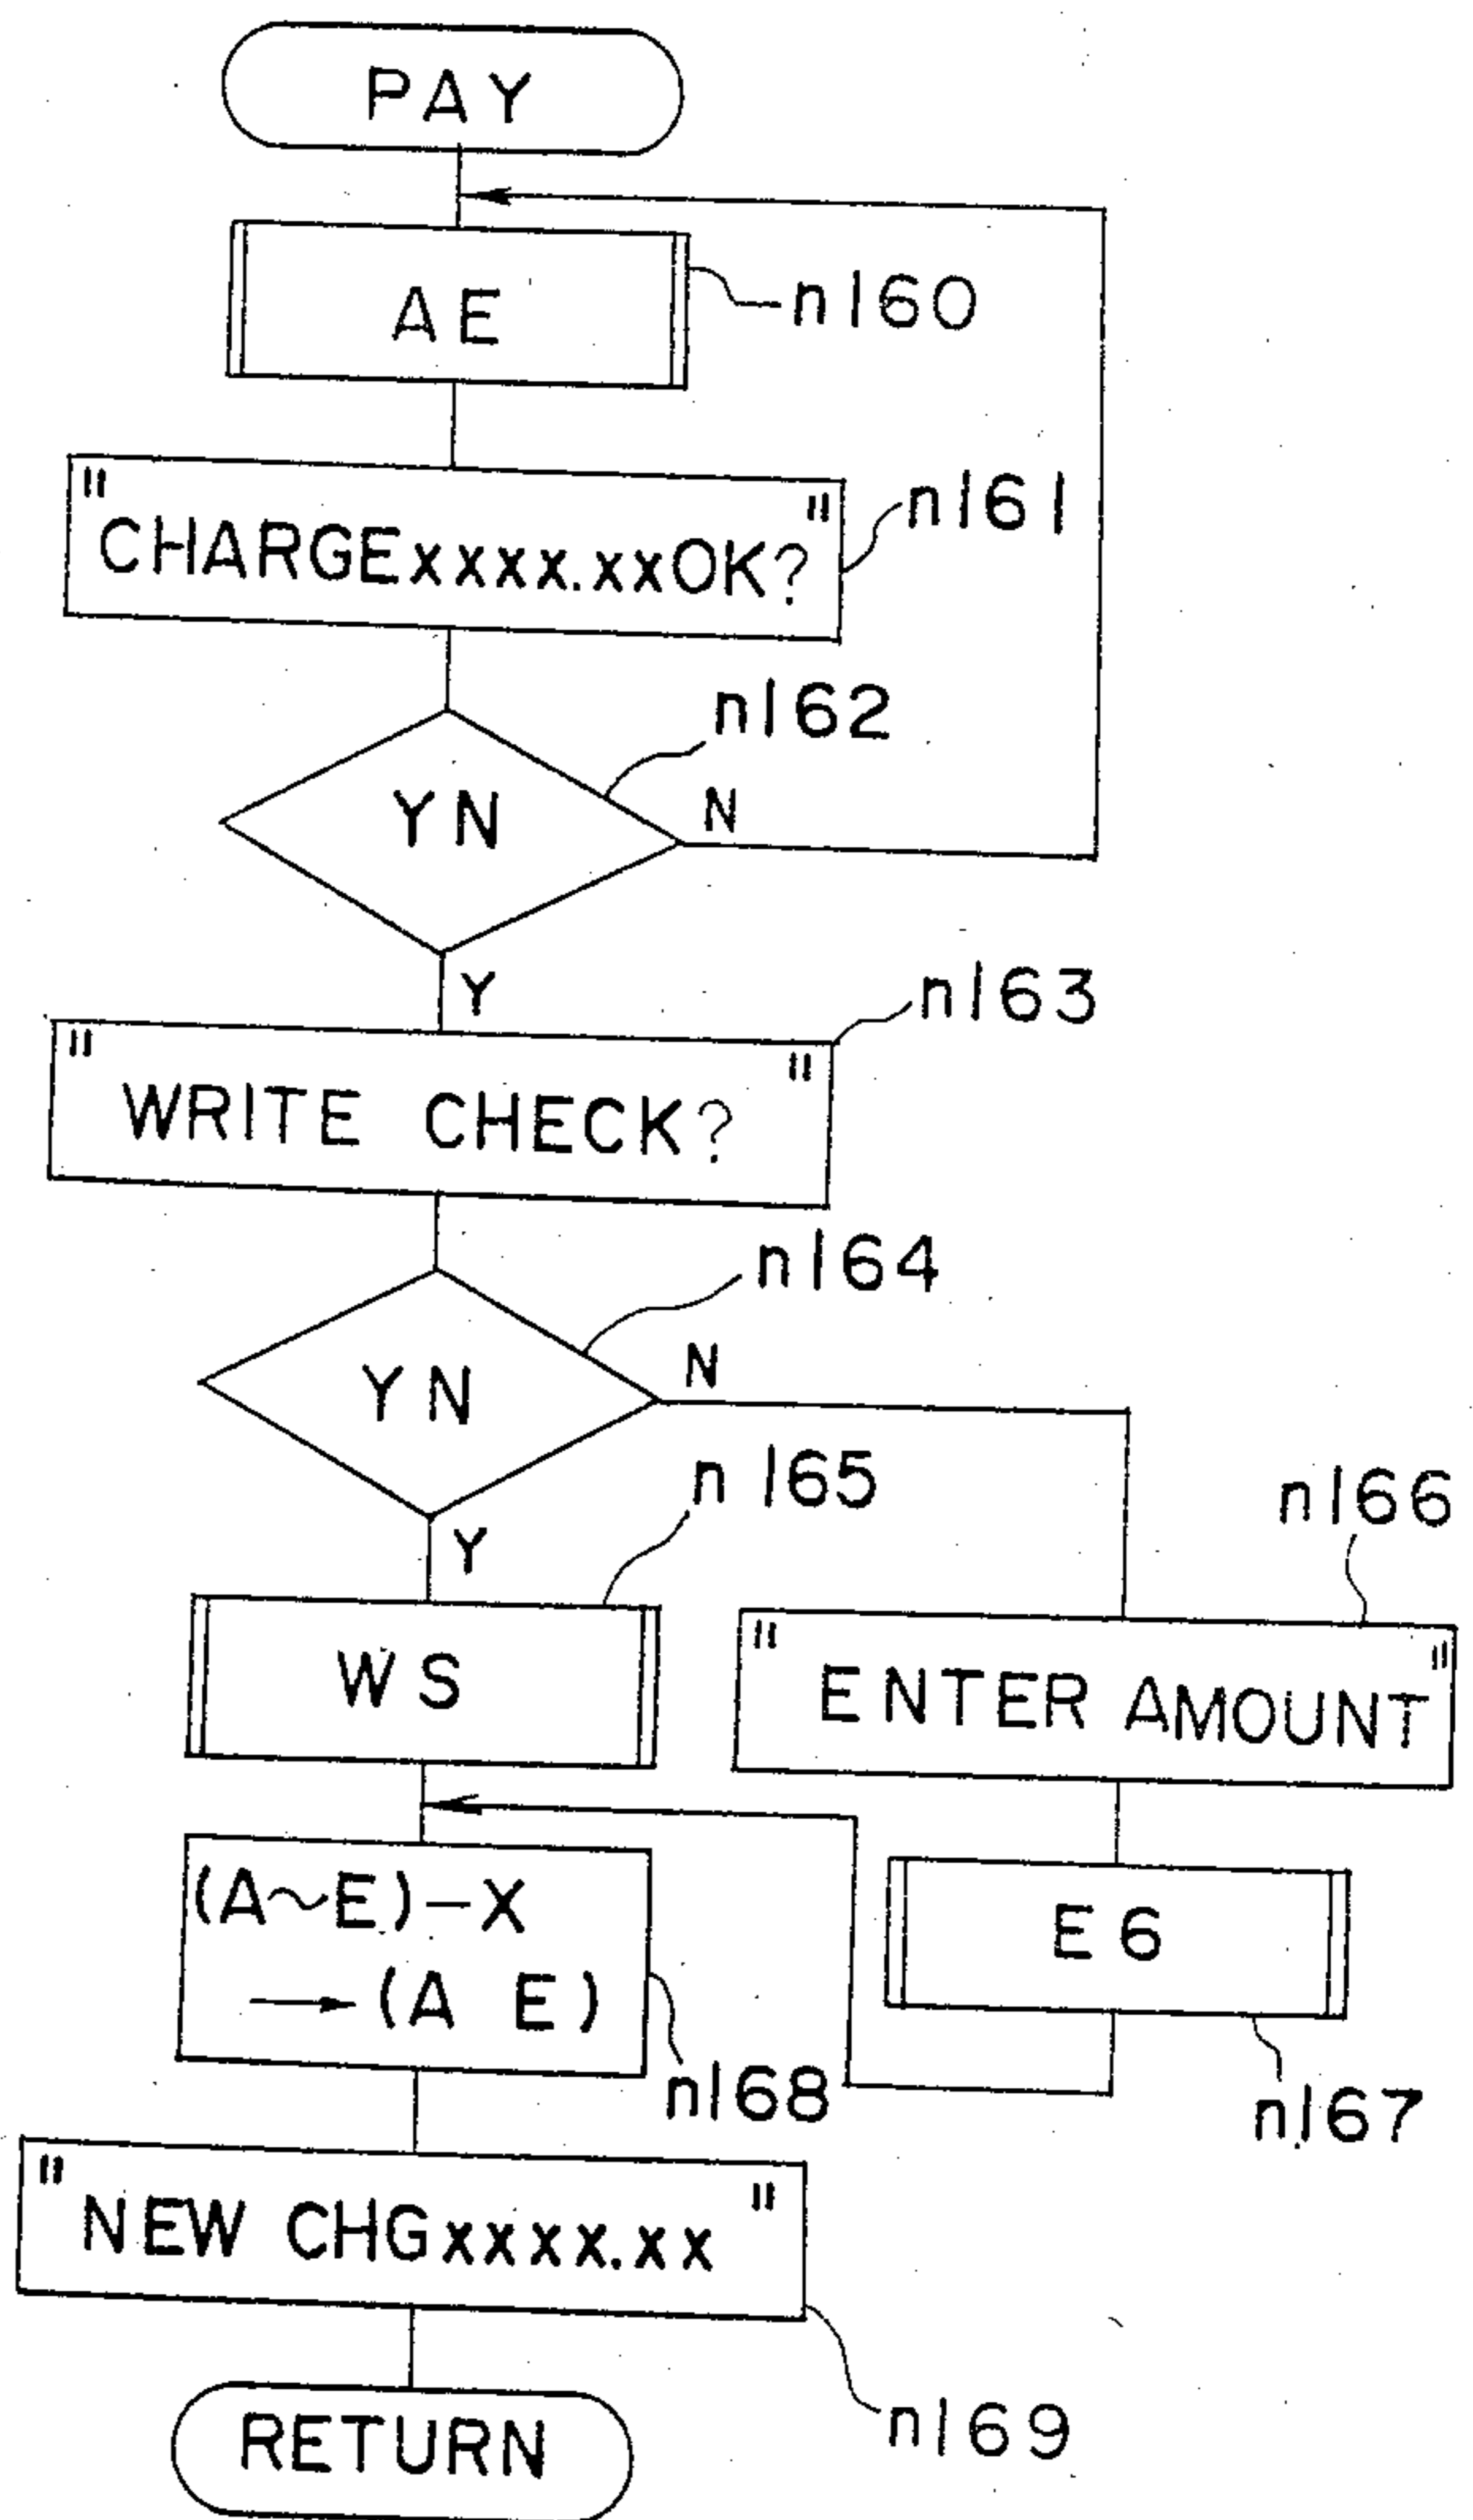 PAY
AE
n160
"CHARGExxxx.xxOK?"
n161
n162
YN
N
Y
n163
"WRITE CHECK?"
n164
YN
N
Y
n165
n166
WS
"ENTER AMOUNT"
(A~E)-X
→(A E)
E6
n168
n167
"NEW CHGxxxx.xx"
n169
RETURN